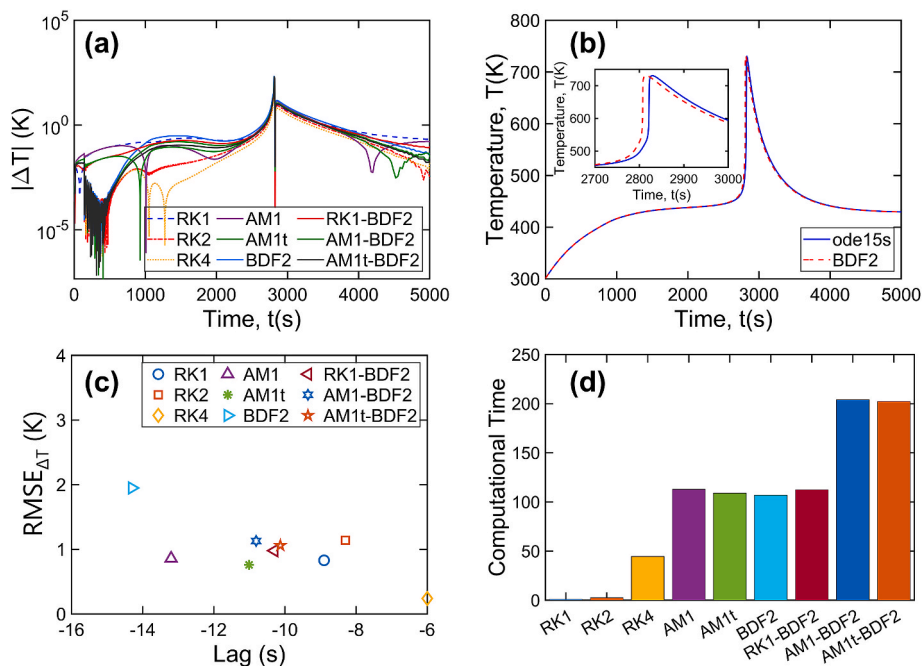 (a)
|ΔT| (K)
10⁵
10⁰
10⁻⁵
RK1 AM1 RK1-BDF2
RK2 AM1t AM1-BDF2
RK4 BDF2 AM1t-BDF2
0 1000 2000 3000 4000 5000
Time, t(s)
(b)
Temperature, T(K)
800
700
600
500
400
300
Temperature, T(K)
700
600
500
2700 2800 2900 3000
Time, t(s)
ode15s
BDF2
0 1000 2000 3000 4000 5000
Time, t(s)
(c)
RMSE_ΔT (K)
4
3
2
1
0
RK1 AM1 RK1-BDF2
RK2 AM1t AM1-BDF2
RK4 BDF2 AM1t-BDF2
-16 -14 -12 -10 -8 -6
Lag (s)
(d)
Computational Time
250
200
150
100
50
0
RK1 RK2 RK4 AM1 AM1t BDF2 RK1-BDF2 AM1-BDF2 AM1t-BDF2